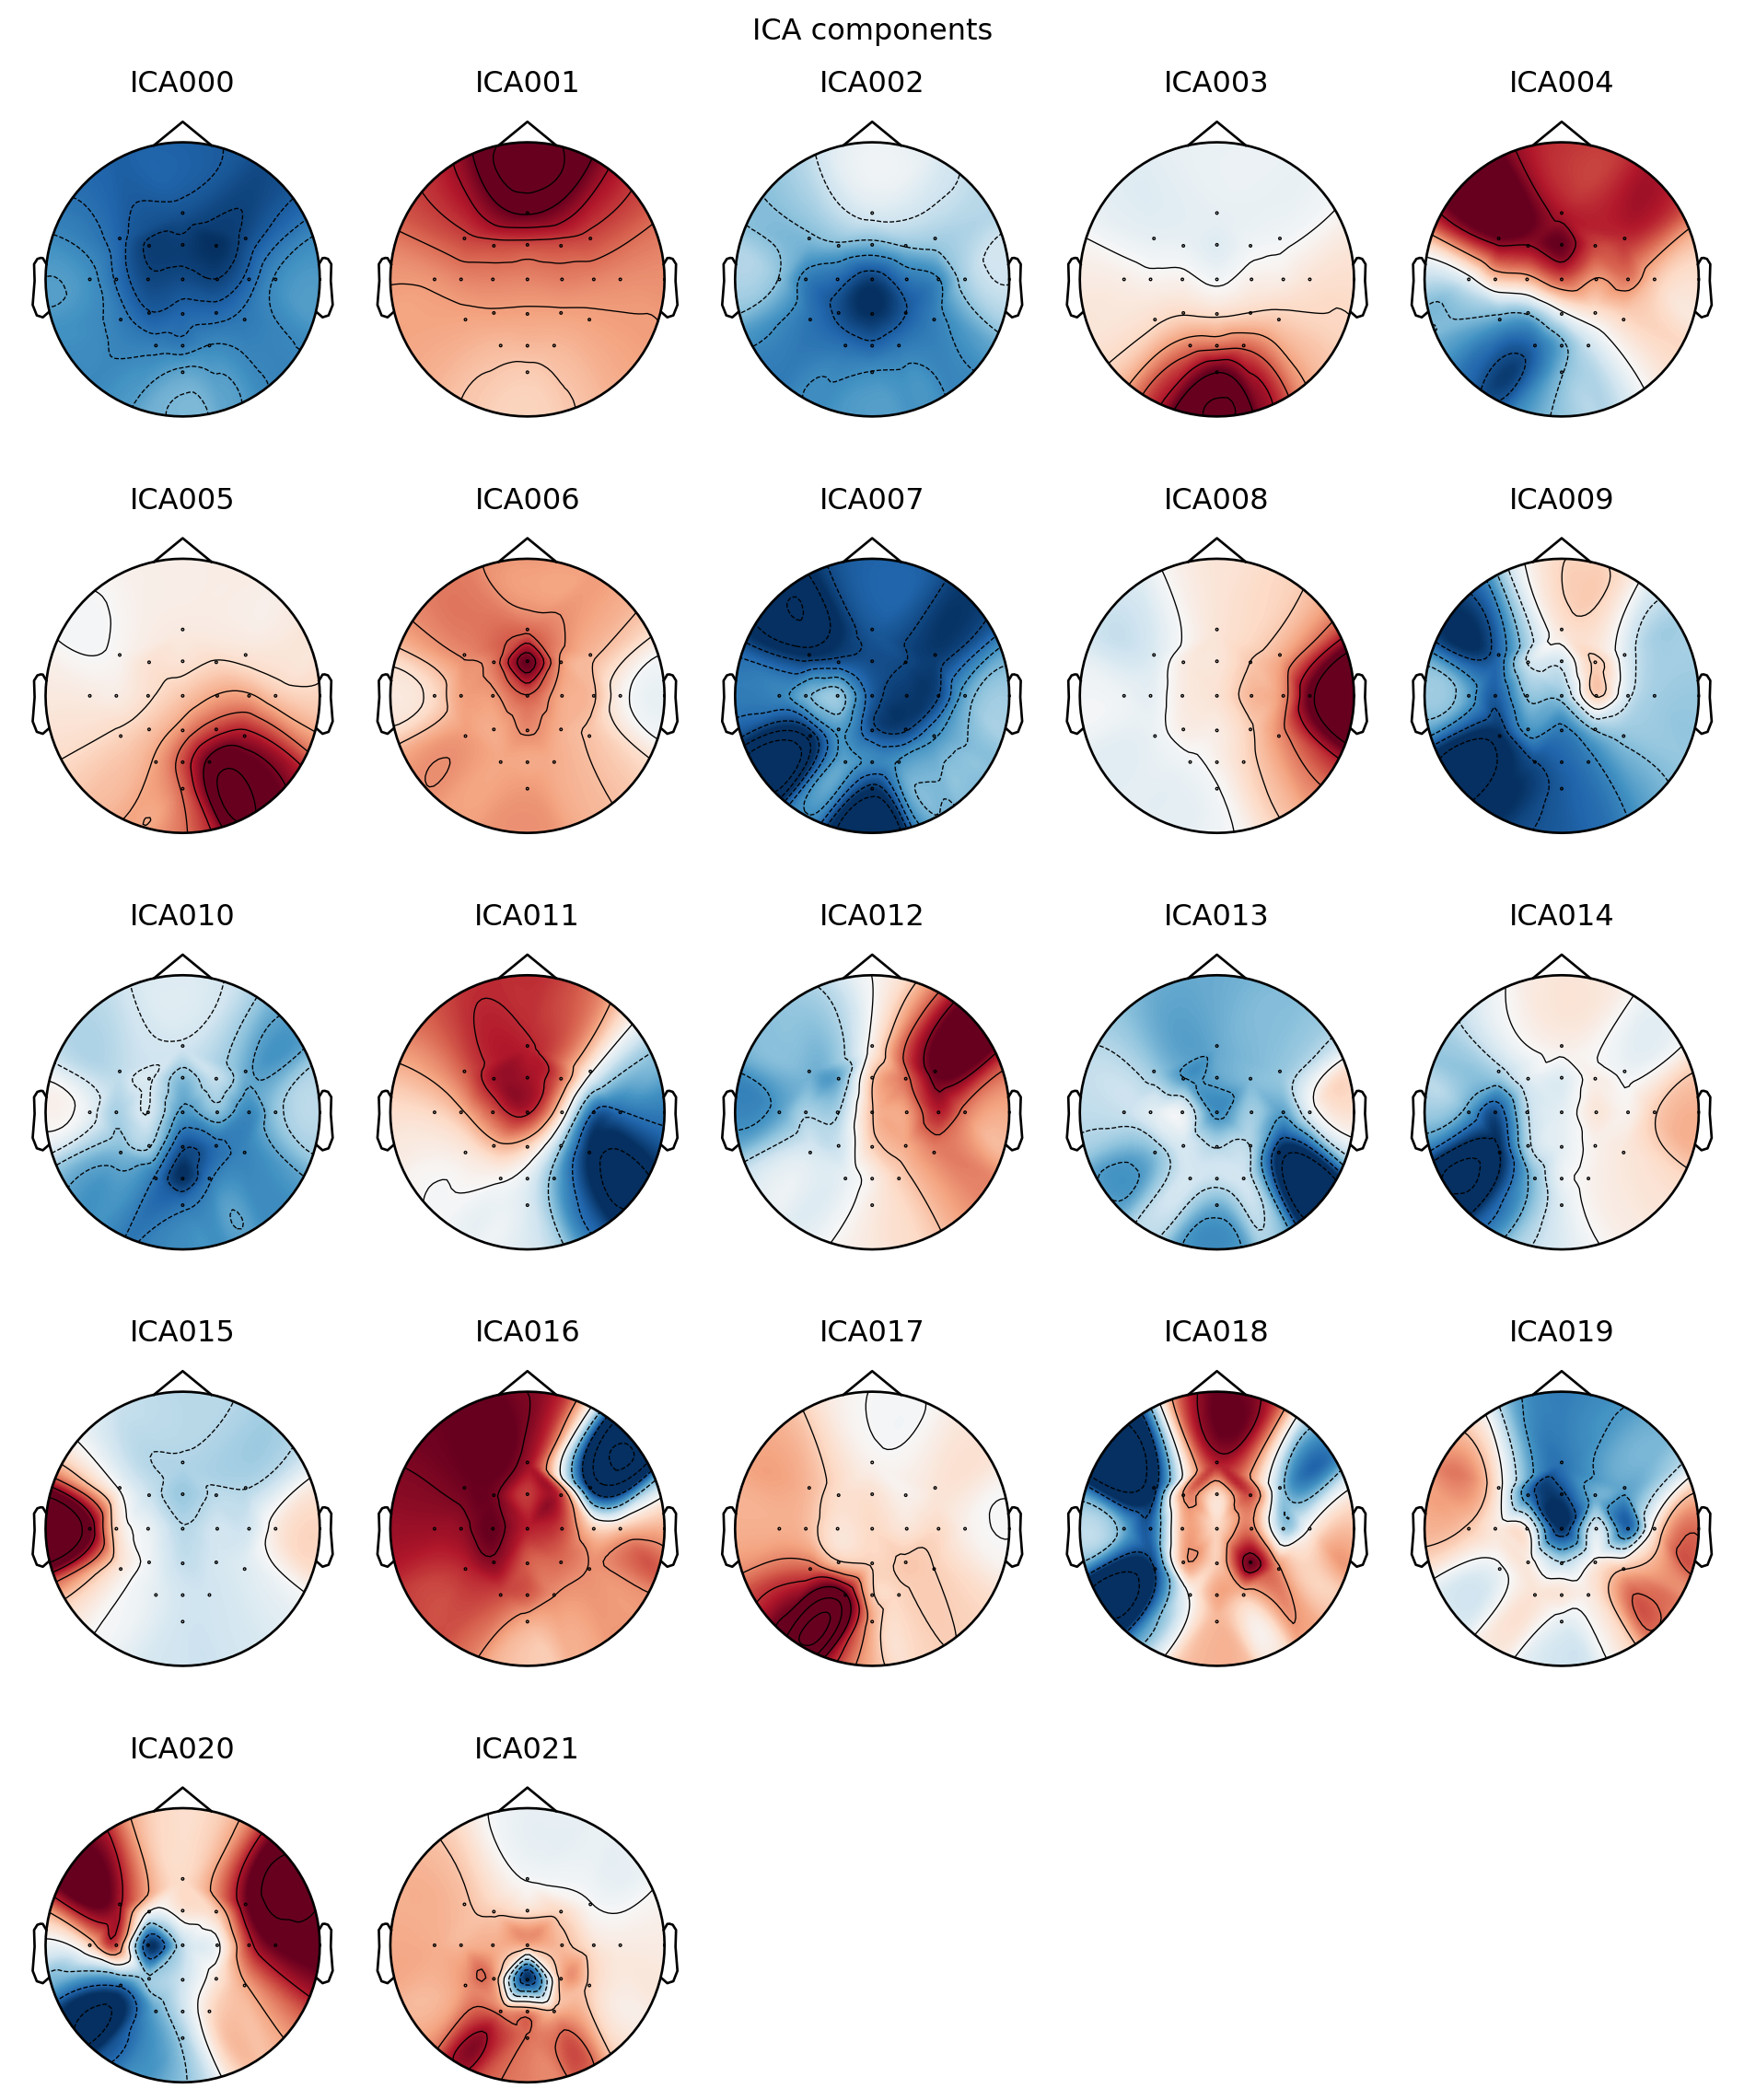 ICA components
ICA000 ICA001 ICA002 ICA003 ICA004
ICA005 ICA006 ICA007 ICA008 ICA009
ICA010 ICA011 ICA012 ICA013 ICA014
ICA015 ICA016 ICA017 ICA018 ICA019
ICA020 ICA021